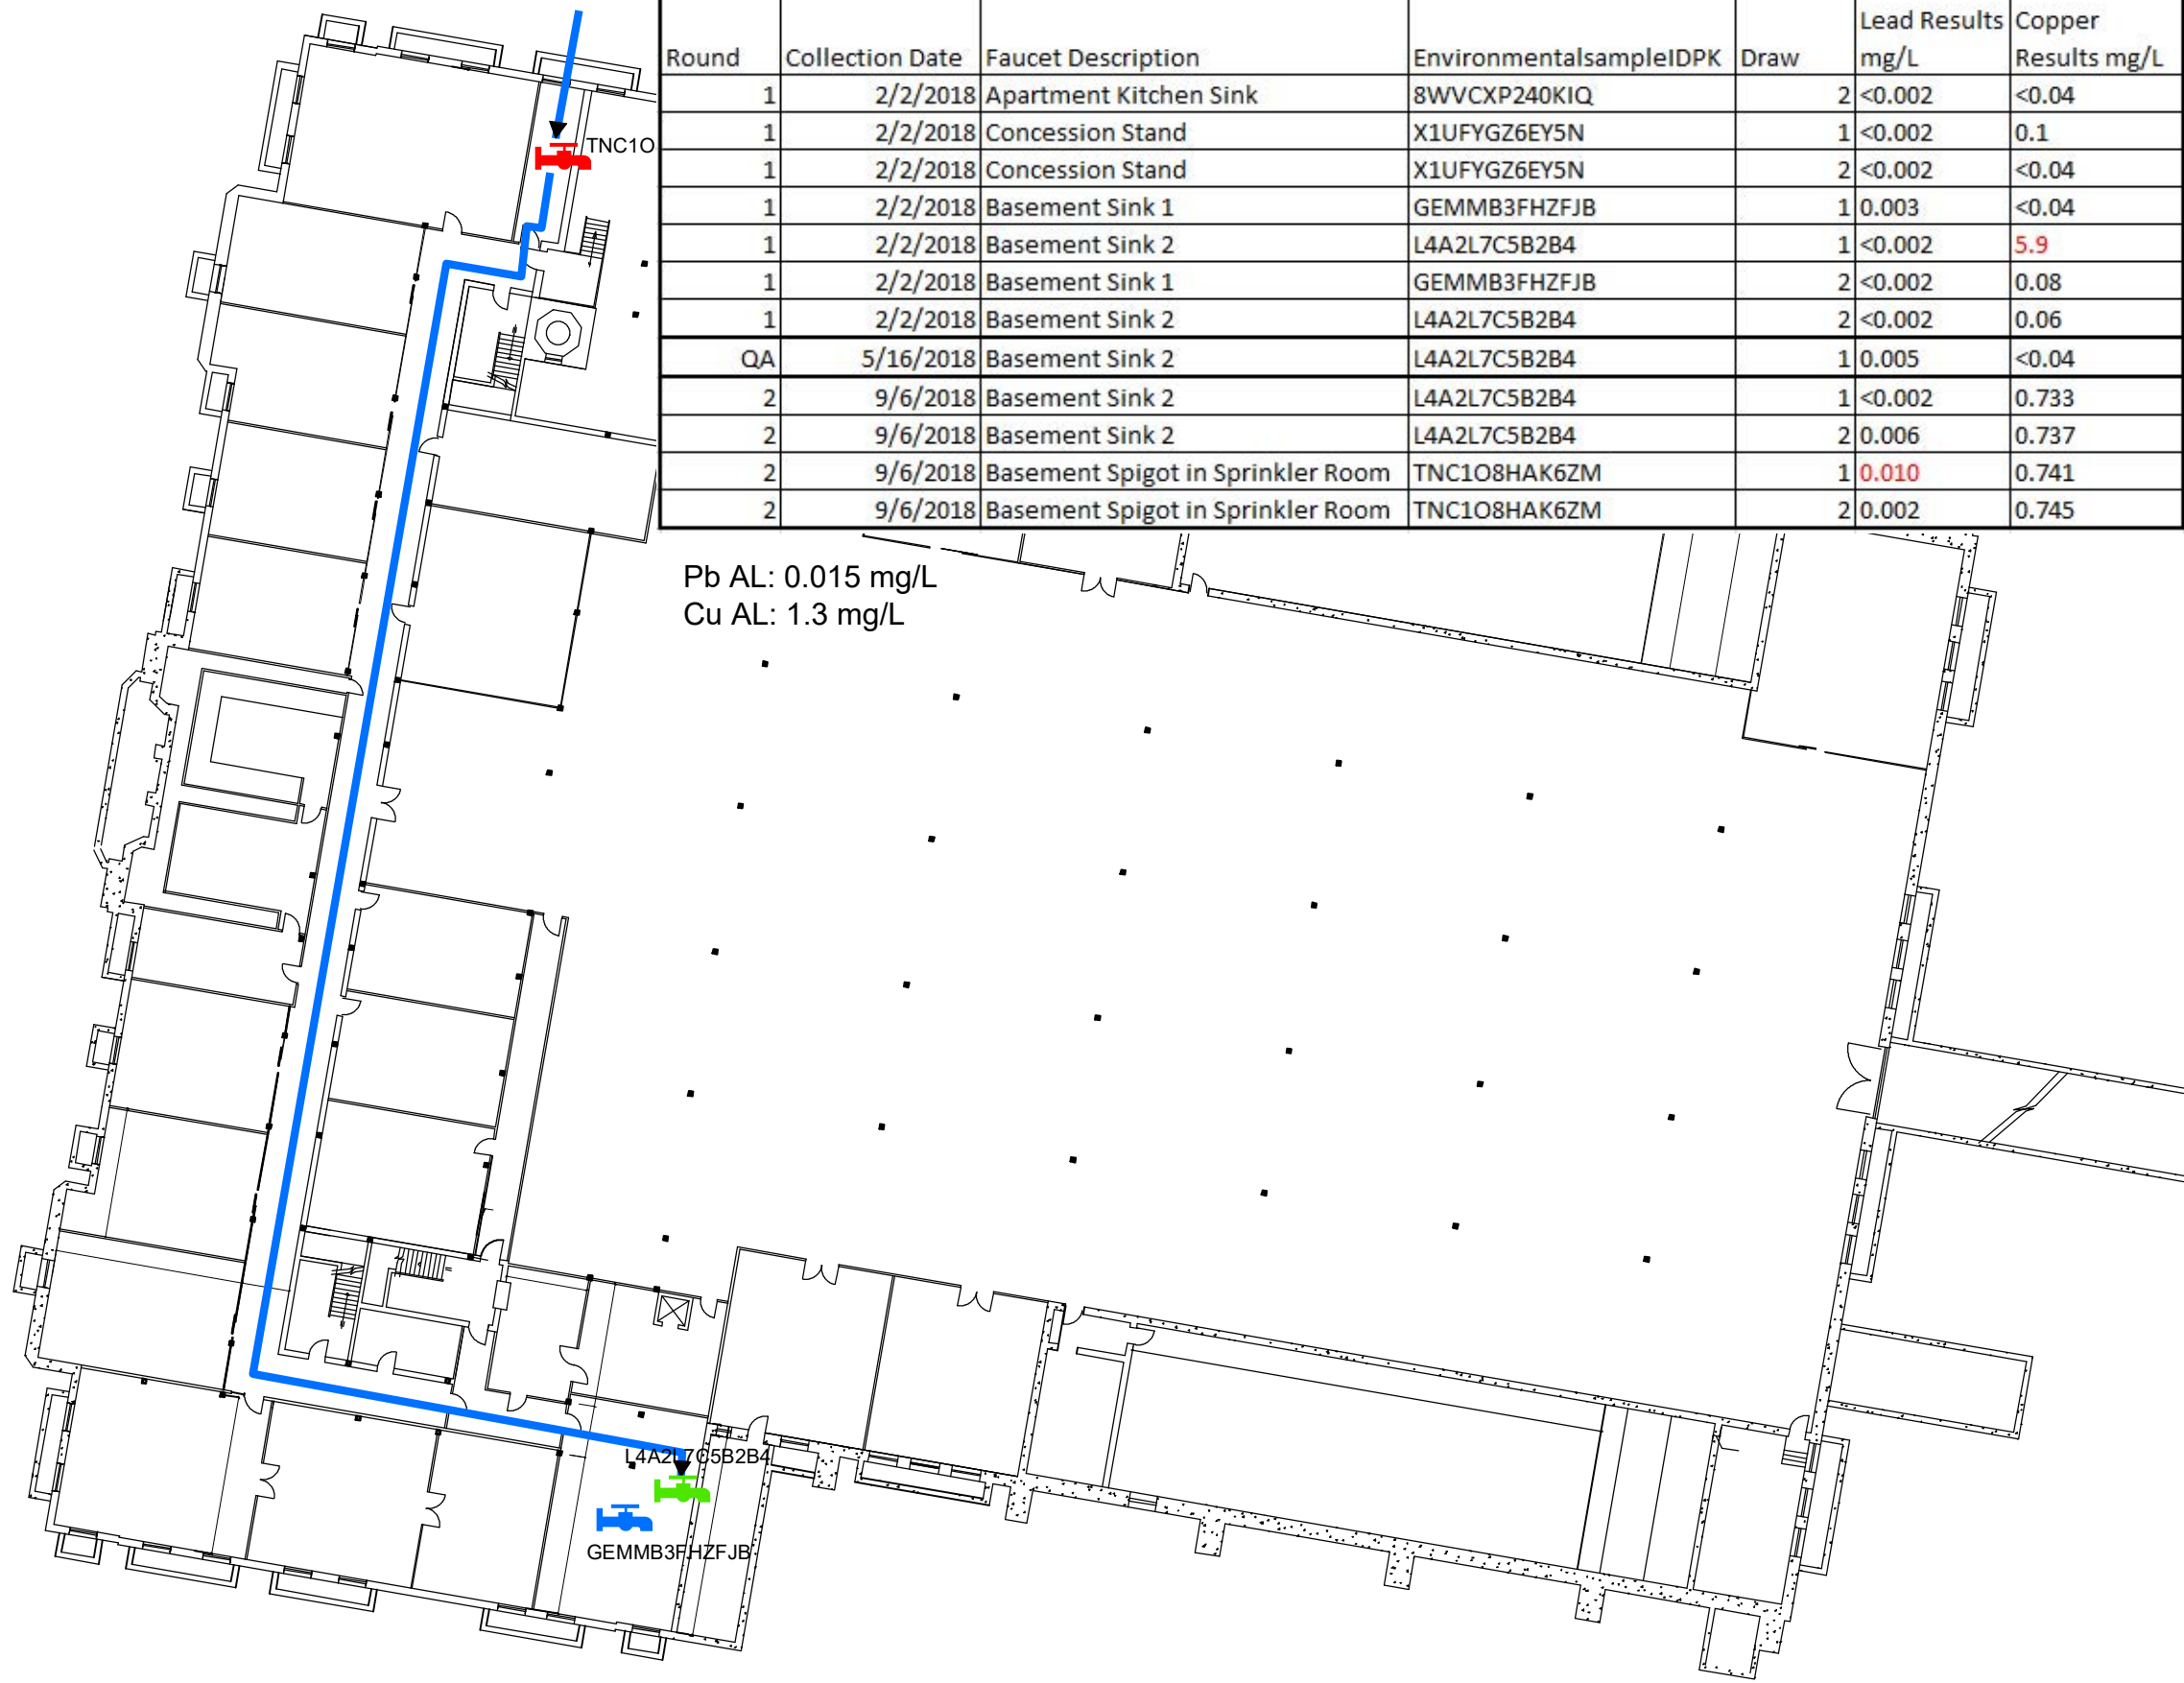 Round Collection Date Faucet Description EnvironmentalsampleIDPK Draw Lead Results mg/L Copper Results mg/L
1 2/2/2018 Apartment Kitchen Sink 8WVCXP240KIQ 2 <0.002 <0.04
1 2/2/2018 Concession Stand X1UFYGZ6EY5N 1 <0.002 0.1
1 2/2/2018 Concession Stand X1UFYGZ6EY5N 2 <0.002 <0.04
1 2/2/2018 Basement Sink 1 GEMMB3FHZFJB 1 0.003 <0.04
1 2/2/2018 Basement Sink 2 L4A2L7C5B2B4 1 <0.002 5.9
1 2/2/2018 Basement Sink 1 GEMMB3FHZFJB 2 <0.002 0.08
1 2/2/2018 Basement Sink 2 L4A2L7C5B2B4 2 <0.002 0.06
QA 5/16/2018 Basement Sink 2 L4A2L7C5B2B4 1 0.005 <0.04
2 9/6/2018 Basement Sink 2 L4A2L7C5B2B4 1 <0.002 0.733
2 9/6/2018 Basement Sink 2 L4A2L7C5B2B4 2 0.006 0.737
2 9/6/2018 Basement Spigot in Sprinkler Room TNC1O8HAK6ZM 1 0.010 0.741
2 9/6/2018 Basement Spigot in Sprinkler Room TNC1O8HAK6ZM 2 0.002 0.745
TNC1O
Pb AL: 0.015 mg/L
Cu AL: 1.3 mg/L
L4A2L7C5B2B4
GEMMB3FHZFJB